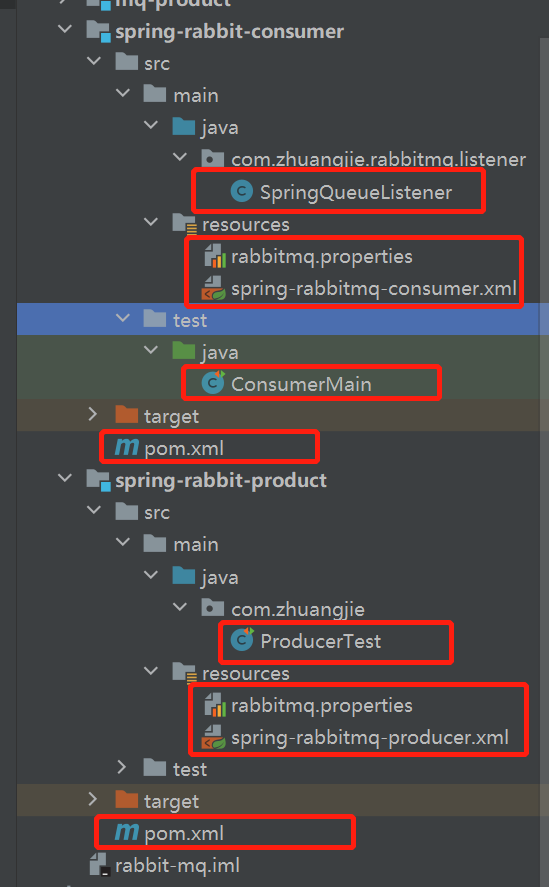 mq-product
spring-rabbit-consumer
src
main
java
com.zhuangjie.rabbitmq.listener
SpringQueueListener
resources
rabbitmq.properties
spring-rabbitmq-consumer.xml
test
java
ConsumerMain
target
pom.xml
spring-rabbit-product
src
main
java
com.zhuangjie
ProducerTest
resources
rabbitmq.properties
spring-rabbitmq-producer.xml
test
target
pom.xml
rabbit-mq.iml